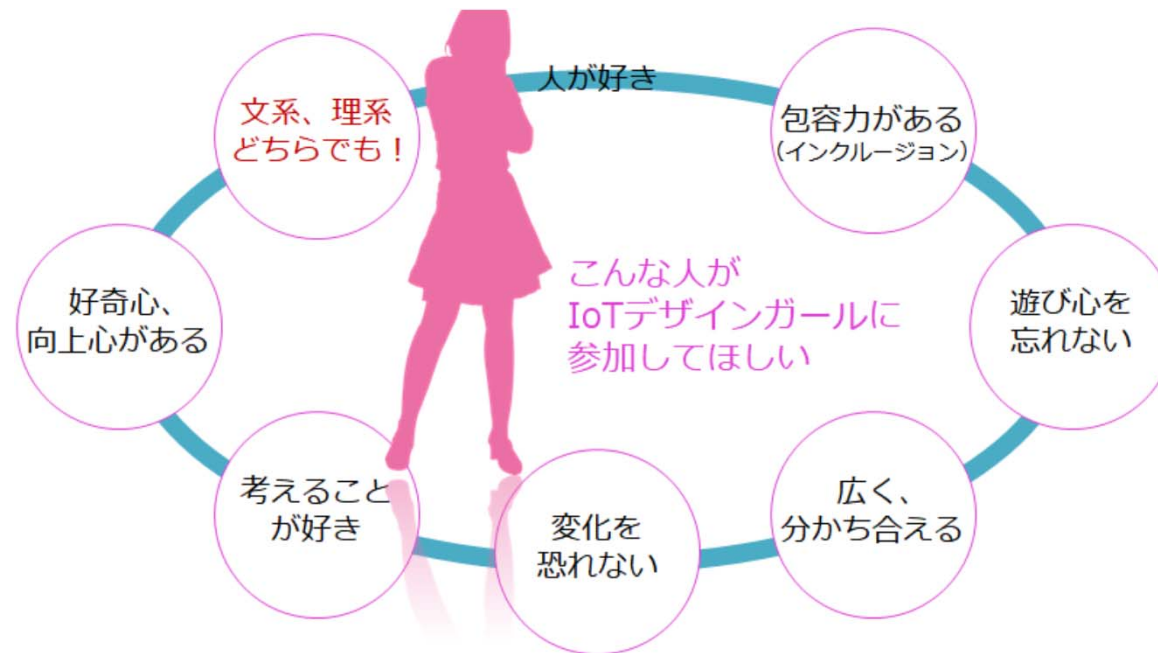 人が好き
包容力がある
（インクルージョン）
遊び心を
忘れない
広く、
分かち合える
変化を
恐れない
考えること
が好き
好奇心、
向上心がある
文系、理系
どちらでも！
こんな人が
IoTデザインガールに
参加してほしい